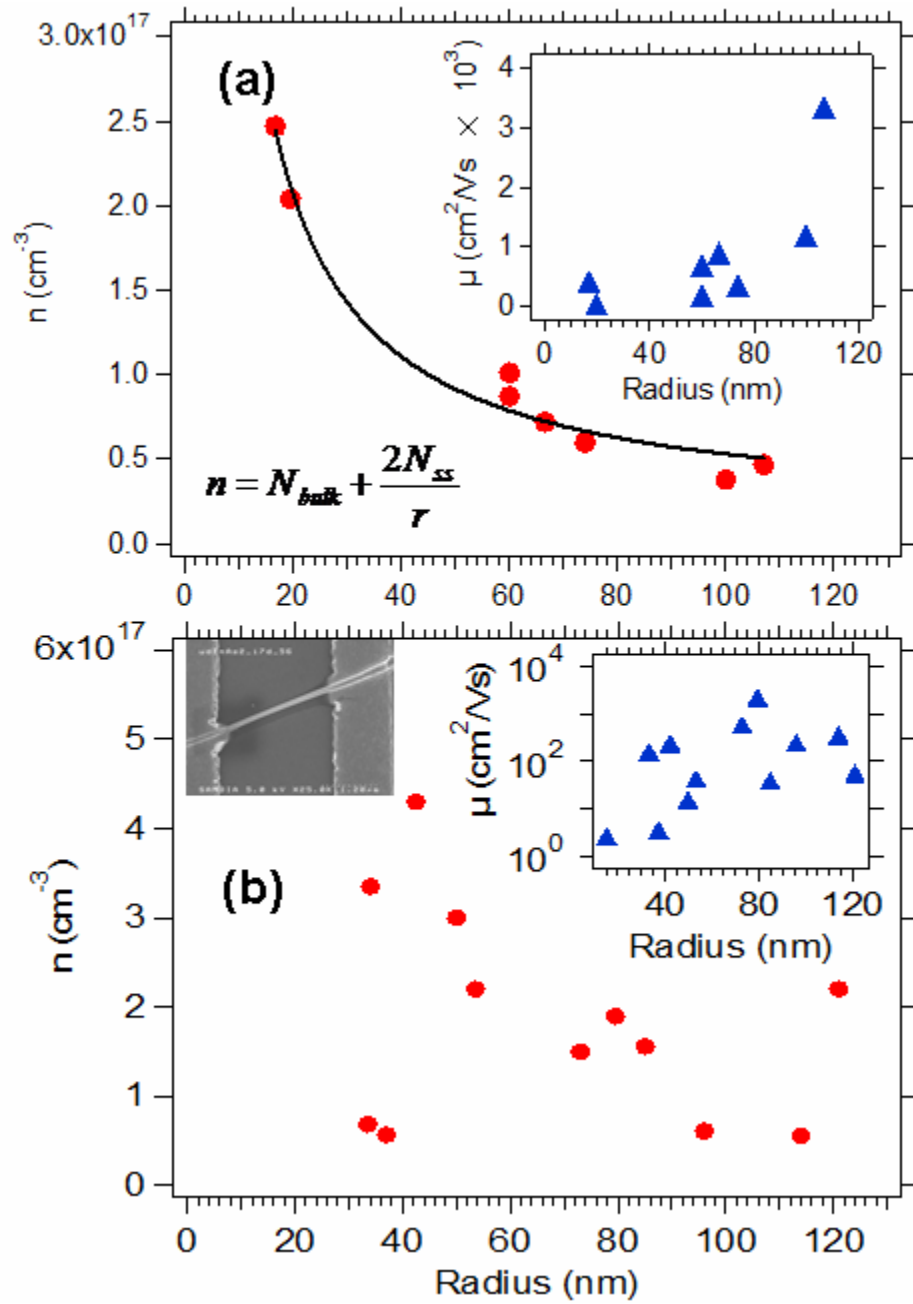 3.0x10^17
2.5
2.0
1.5
1.0
0.5
0.0
n (cm^-3)
(a)
n = N_bulk + 2N_ss / r
0 20 40 60 80 100 120
μ (cm^2/Vs × 10^3)
4
3
2
1
0
0 40 80 120
Radius (nm)
6x10^17
5
4
3
2
1
0
n (cm^-3)
(b)
μ (cm^2/Vs)
10^4
10^2
10^0
40 80 120
Radius (nm)
0 20 40 60 80 100 120
Radius (nm)